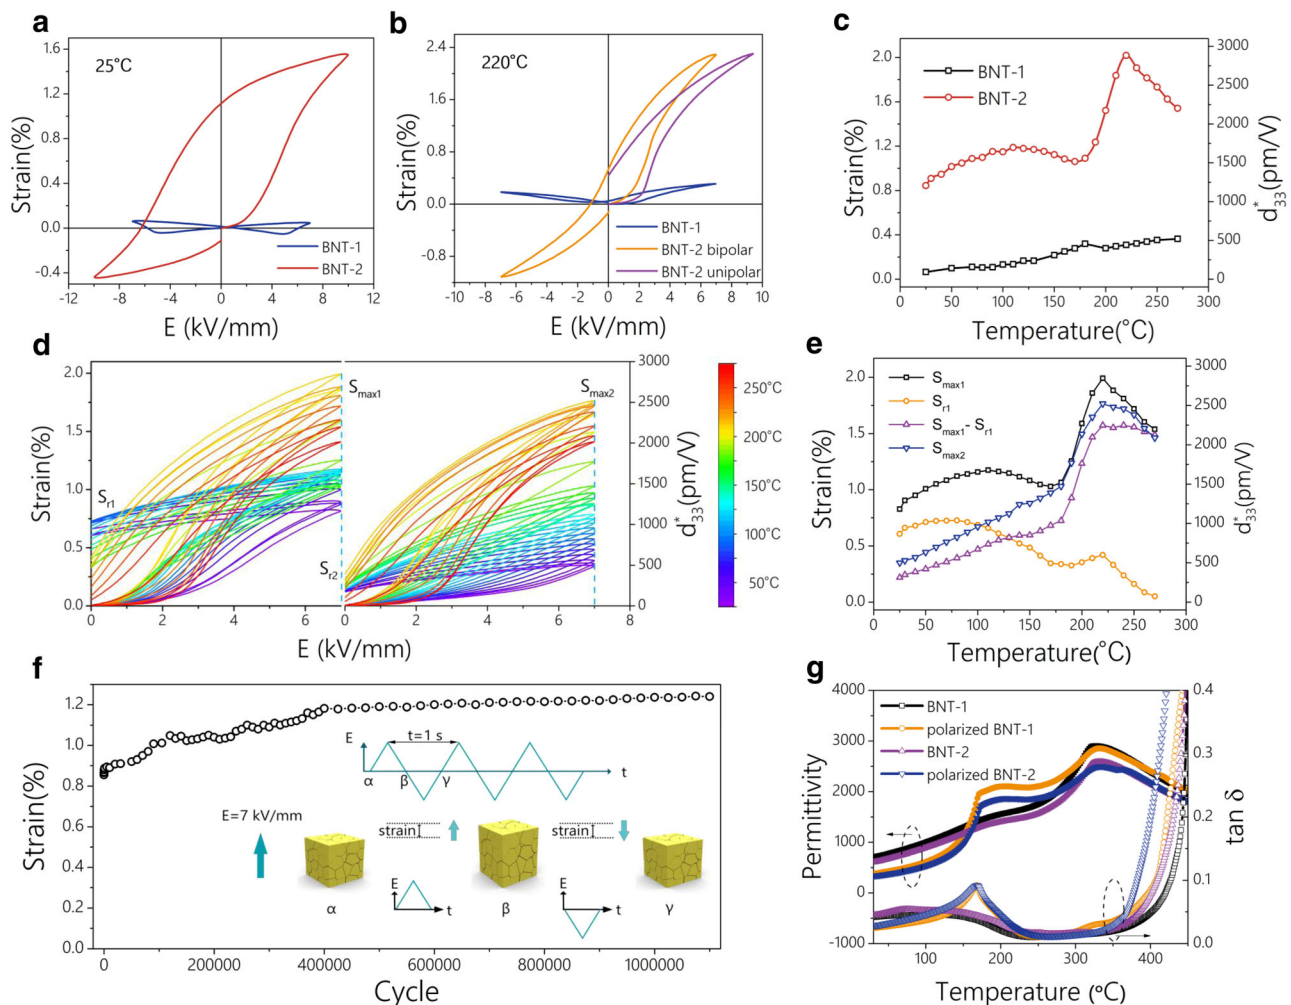 a
25°C
1.6
1.2
0.8
0.4
0.0
-0.4
-12
-8
-4
0
4
8
12
Strain(%)
E (kV/mm)
BNT-1
BNT-2
b
220°C
2.4
1.6
0.8
0.0
-0.8
-10
-8
-6
-4
-2
0
2
4
6
8
10
Strain(%)
E (kV/mm)
BNT-1
BNT-2 bipolar
BNT-2 unipolar
c
BNT-1
BNT-2
2.0
1.6
1.2
0.8
0.4
0.0
0
50
100
150
200
250
300
3000
2500
2000
1500
1000
500
0
Strain(%)
Temperature(°C)
d*33(pm/V)
d
2.0
1.5
1.0
0.5
0.0
0
2
4
6
0
2
4
6
8
3000
2500
2000
1500
1000
500
0
Smax1
Smax2
Sr1
Sr2
Strain(%)
E (kV/mm)
d*33(pm/V)
250°C
200°C
150°C
100°C
50°C
e
Smax1
Sr1
Smax1- Sr1
Smax2
2.0
1.5
1.0
0.5
0.0
0
50
100
150
200
250
300
3000
2500
2000
1500
1000
500
0
Strain(%)
Temperature(°C)
d*33(pm/V)
f
1.2
1.0
0.8
0.6
0.4
0.2
0.0
0
200000
400000
600000
800000
1000000
Strain(%)
Cycle
E
t=1 s
t
α
β
γ
E=7 kV/mm
strain
strain
α
E
t
β
E
t
γ
g
BNT-1
polarized BNT-1
BNT-2
polarized BNT-2
4000
3000
2000
1000
0
-1000
100
200
300
400
0.4
0.3
0.2
0.1
0.0
Permittivity
Temperature (°C)
tan δ